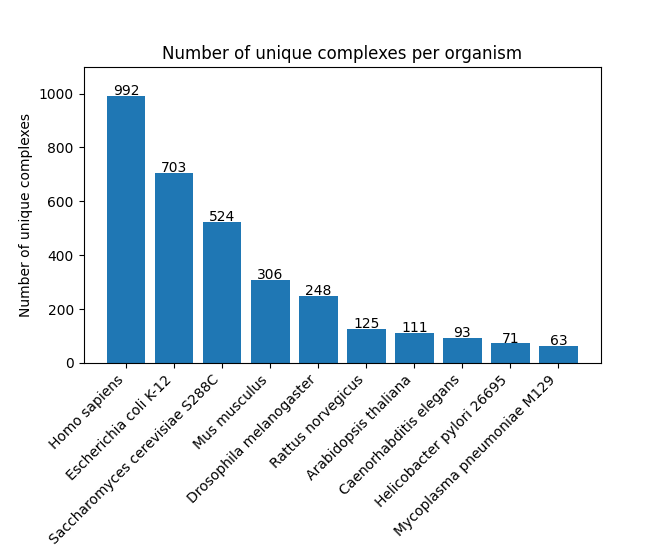 Number of unique complexes per organism
Number of unique complexes
1000
800
600
400
200
0
992
703
524
306
248
125
111
93
71
63
Homo sapiens
Escherichia coli K-12
Saccharomyces cerevisiae S288C
Mus musculus
Drosophila melanogaster
Rattus norvegicus
Arabidopsis thaliana
Caenorhabditis elegans
Helicobacter pylori 26695
Mycoplasma pneumoniae M129